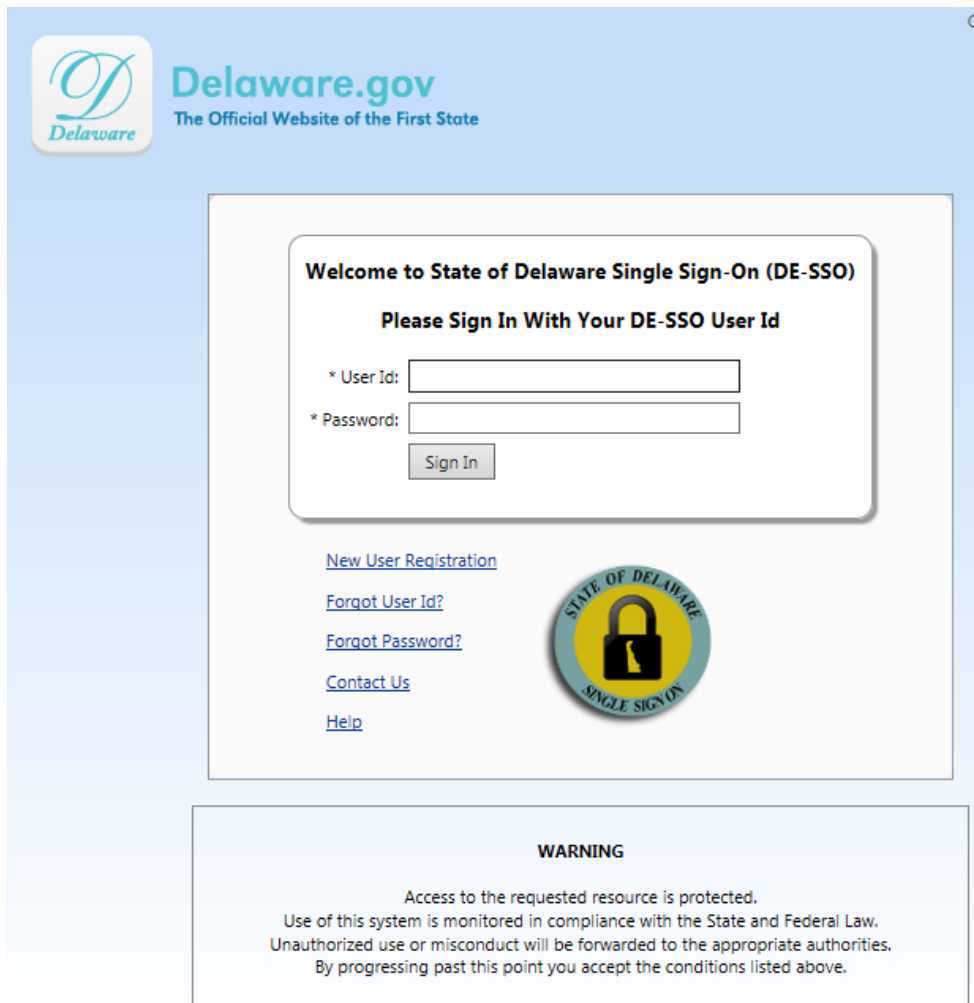 Delaware
Delaware.gov
The Official Website of the First State
Welcome to State of Delaware Single Sign-On (DE-SSO)
Please Sign In With Your DE-SSO User Id
* User Id:
* Password:
Sign In
New User Registration
Forgot User Id?
Forgot Password?
Contact Us
Help
STATE OF DELAWARE
SINGLE SIGN ON
WARNING
Access to the requested resource is protected.
Use of this system is monitored in compliance with the State and Federal Law.
Unauthorized use or misconduct will be forwarded to the appropriate authorities.
By progressing past this point you accept the conditions listed above.